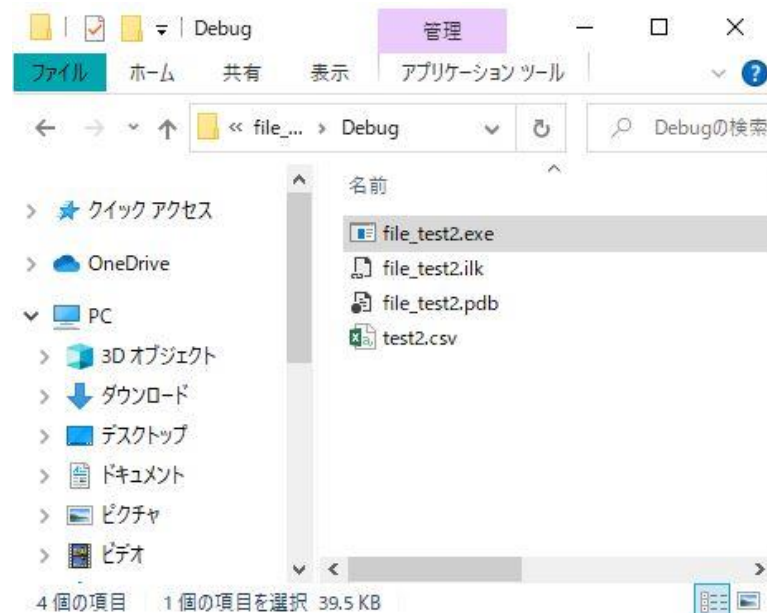 Debug
管理
ファイル ホーム 共有 表示 アプリケーション ツール
« file_... › Debug Debugの検索
名前
クイック アクセス
file_test2.exe
file_test2.ilk
file_test2.pdb
test2.csv
OneDrive
PC
3D オブジェクト
ダウンロード
デスクトップ
ドキュメント
ピクチャ
ビデオ
4 個の項目 1 個の項目を選択 39.5 KB